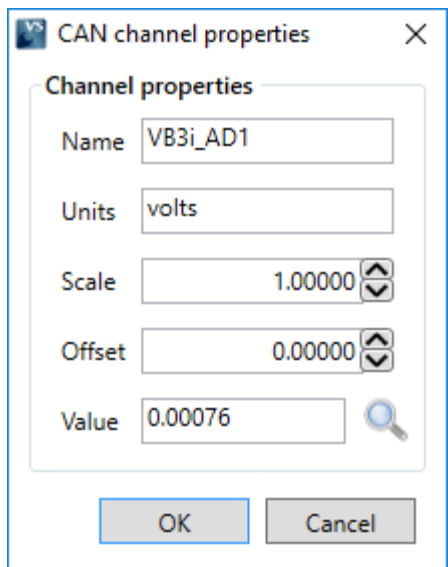 VS CAN channel properties
Channel properties
Name VB3i_AD1
Units volts
Scale 1.00000
Offset 0.00000
Value 0.00076
OK Cancel